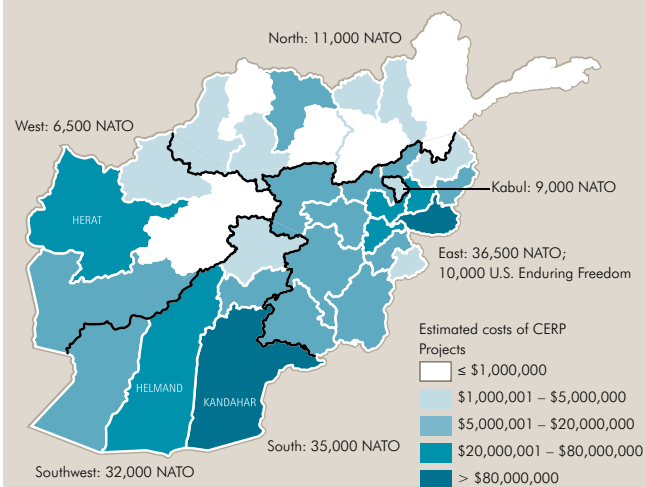 North: 11,000 NATO
West: 6,500 NATO
Kabul: 9,000 NATO
HERAT
East: 36,500 NATO;
10,000 U.S. Enduring Freedom
Estimated costs of CERP
Projects
≤ $1,000,000
$1,000,001 – $5,000,000
$5,000,001 – $20,000,000
$20,000,001 – $80,000,000
> $80,000,000
HELMAND
KANDAHAR
South: 35,000 NATO
Southwest: 32,000 NATO